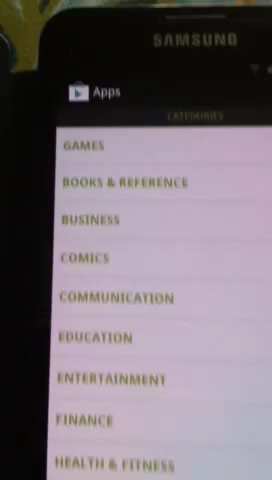 SAMSUNG
Apps
CATEGORIES
GAMES
BOOKS & REFERENCE
BUSINESS
COMICS
COMMUNICATION
EDUCATION
ENTERTAINMENT
FINANCE
HEALTH & FITNESS